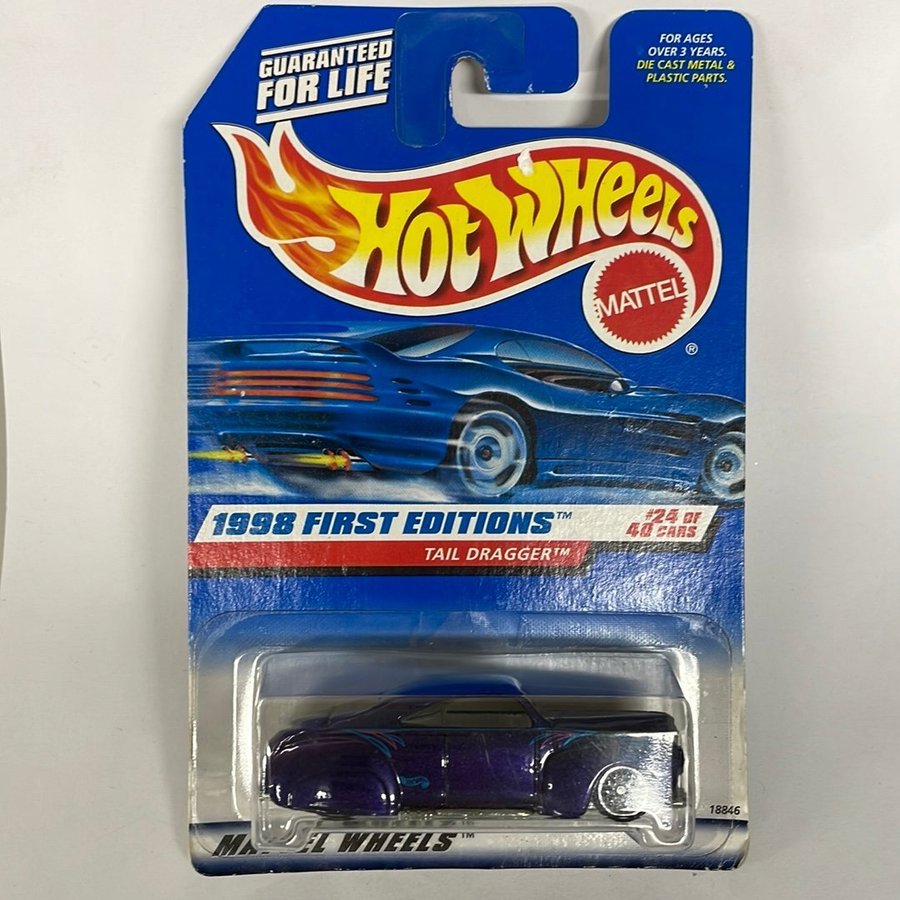 GUARANTEED
FOR LIFE
FOR AGES
OVER 3 YEARS.
DIE CAST METAL &
PLASTIC PARTS.
HOT WHEELS
MATTEL
®
1998 FIRST EDITIONS™
#24 OF
40 CARS
TAIL DRAGGER™
18846
WHEELS™